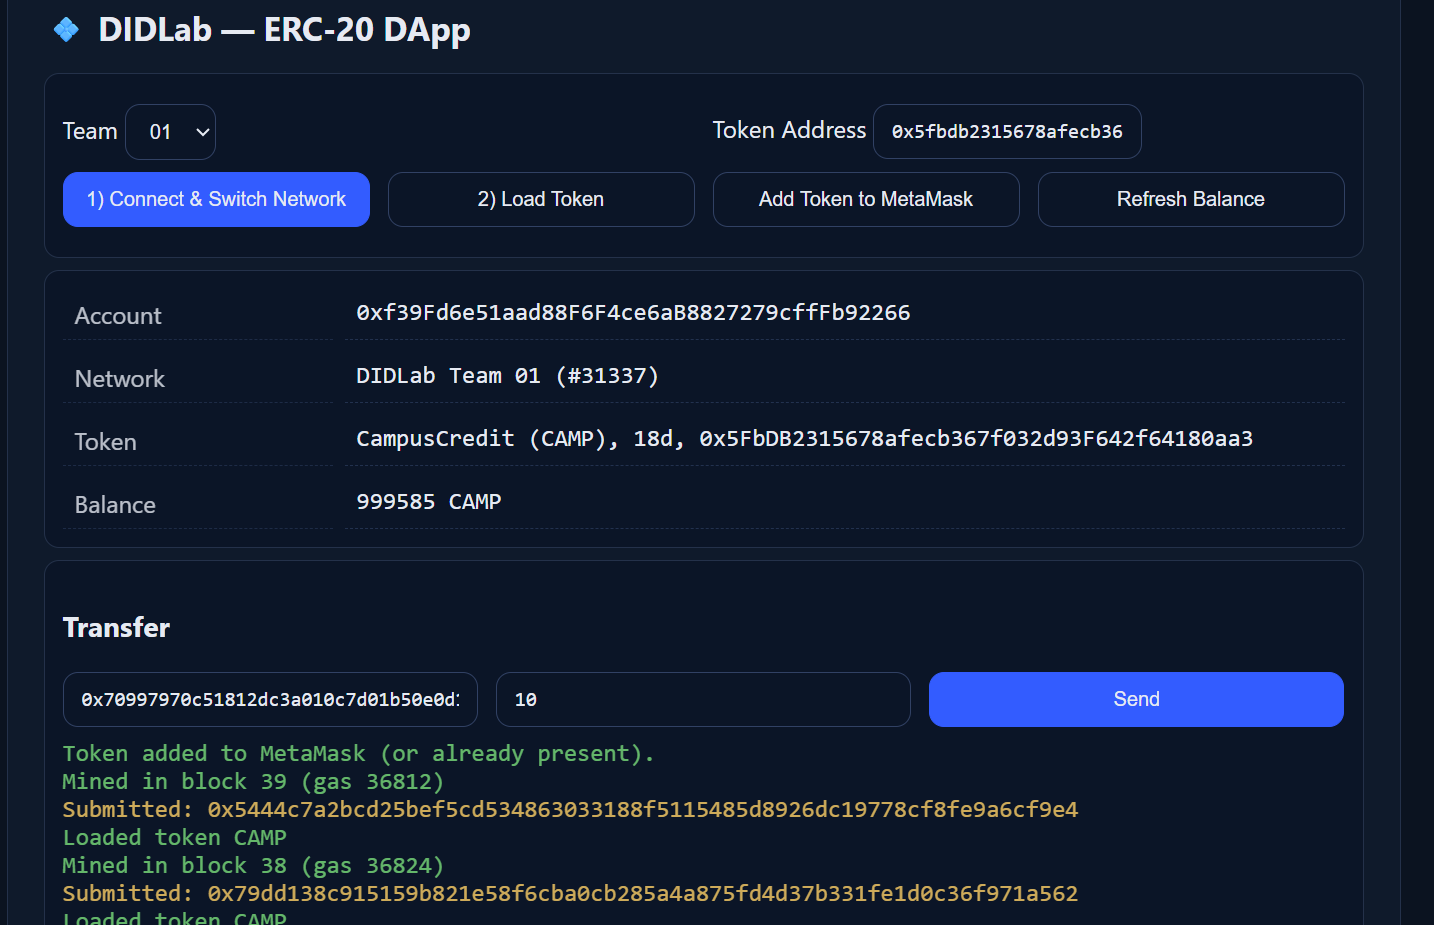 DIDLab — ERC-20 DApp
Team 01
Token Address 0x5fbdb2315678afecb36
1) Connect & Switch Network
2) Load Token
Add Token to MetaMask
Refresh Balance
Account 0xf39Fd6e51aad88F6F4ce6aB8827279cffFb92266
Network DIDLab Team 01 (#31337)
Token CampusCredit (CAMP), 18d, 0x5FbDB2315678afecb367f032d93F642f64180aa3
Balance 999585 CAMP
Transfer
0x70997970c51812dc3a010c7d01b50e0d1
10
Send
Token added to MetaMask (or already present).
Mined in block 39 (gas 36812)
Submitted: 0x5444c7a2bcd25bef5cd534863033188f5115485d8926dc19778cf8fe9a6cf9e4
Loaded token CAMP
Mined in block 38 (gas 36824)
Submitted: 0x79dd138c915159b821e58f6cba0cb285a4a875fd4d37b331fe1d0c36f971a562
Loaded token CAMP